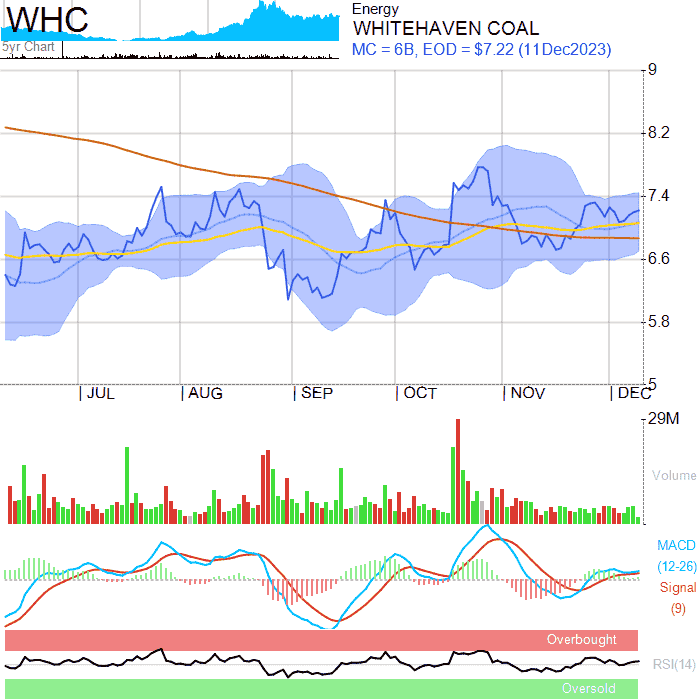 WHC
5yr Chart
Energy
WHITEHAVEN COAL
MC = 6B, EOD = $7.22 (11Dec2023)
9
8.2
7.4
6.6
5.8
5
JUL AUG SEP OCT NOV DEC
29M
Volume
MACD
(12-26)
Signal
(9)
Overbought
RSI(14)
Oversold